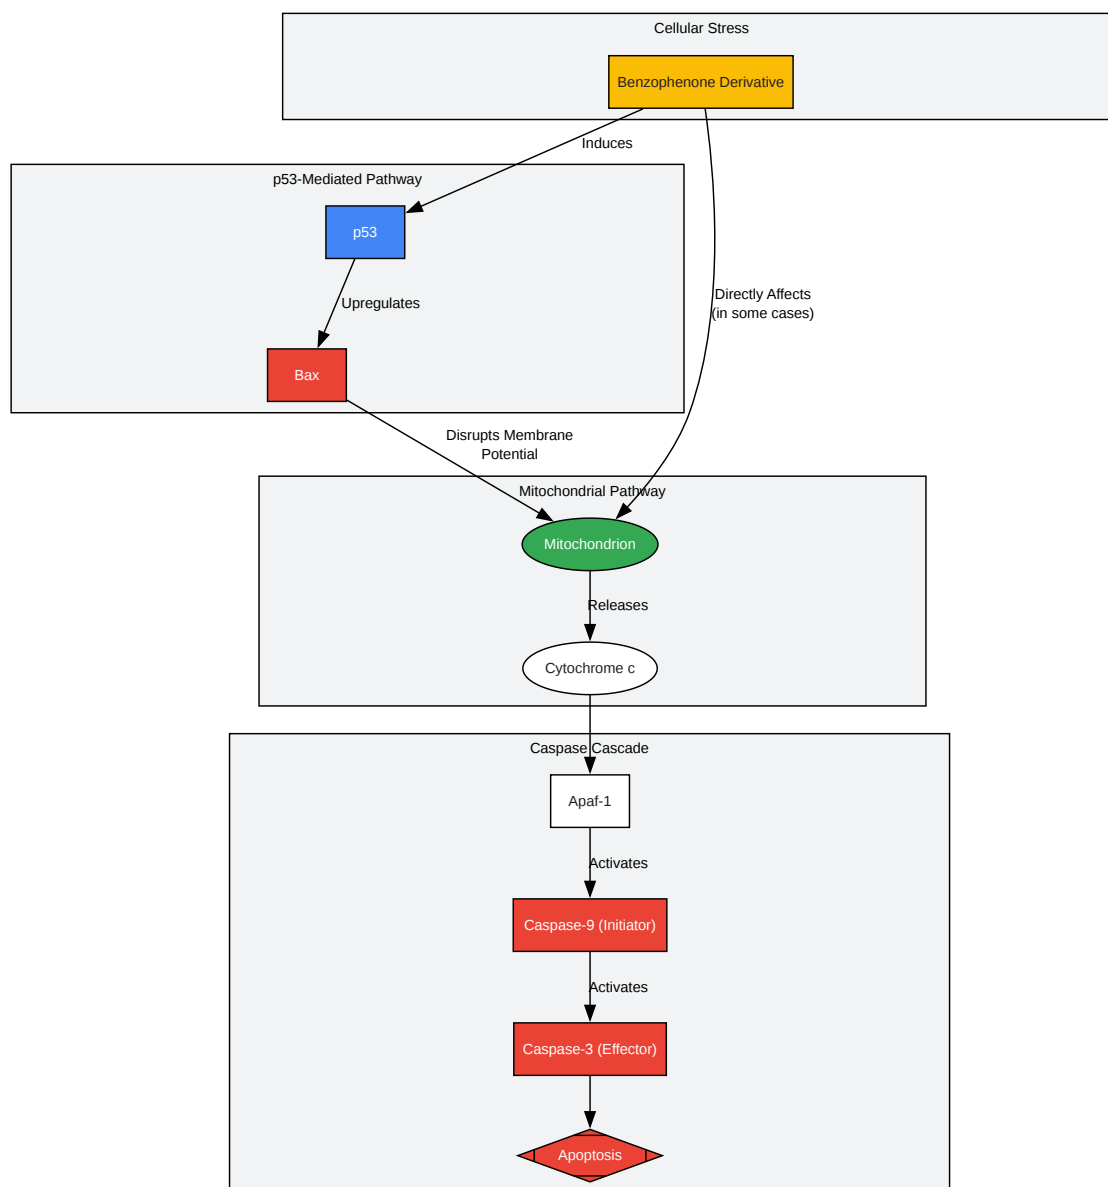 Cellular Stress
Benzophenone Derivative
Induces
p53-Mediated Pathway
p53
Upregulates
Directly Affects
(in some cases)
Bax
Disrupts Membrane
Potential
Mitochondrial Pathway
Mitochondrion
Releases
Cytochrome c
Caspase Cascade
Apaf-1
Activates
Caspase-9 (Initiator)
Activates
Caspase-3 (Effector)
Apoptosis